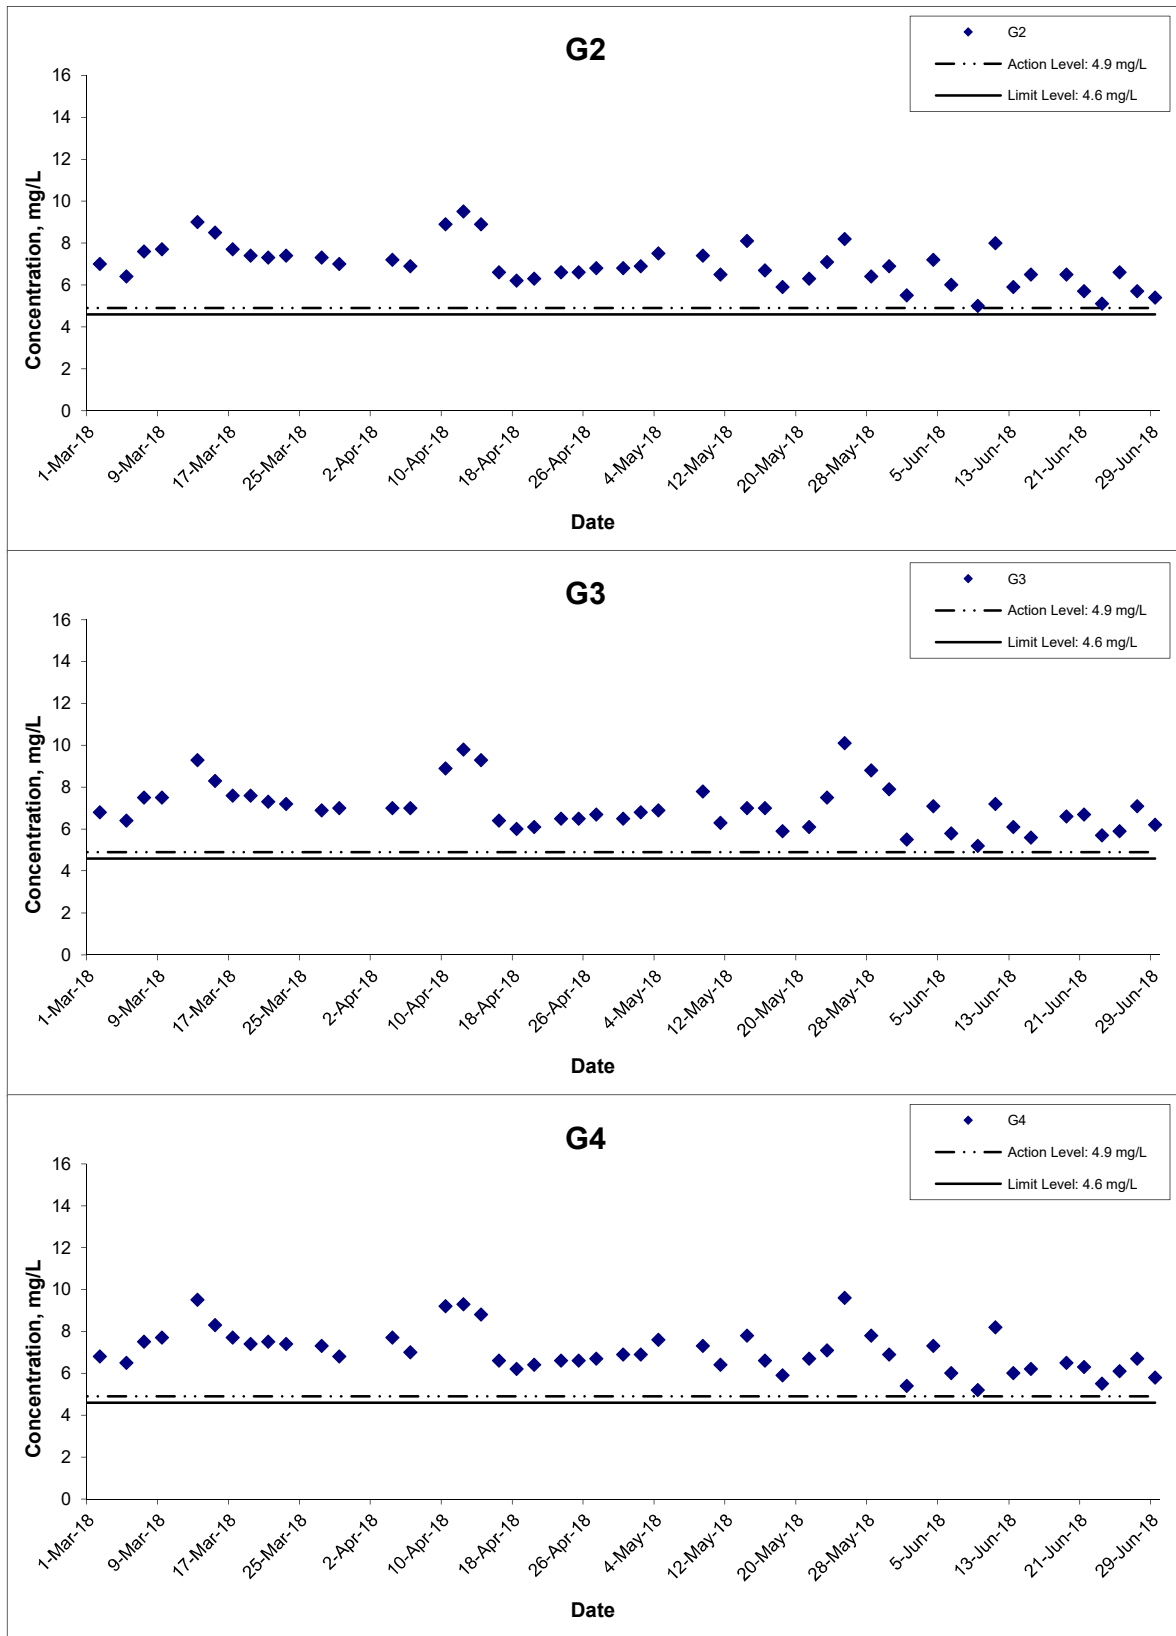 G2
G2
Action Level: 4.9 mg/L
Limit Level: 4.6 mg/L
Concentration, mg/L
16
14
12
10
8
6
4
2
0
1-Mar-18
9-Mar-18
17-Mar-18
25-Mar-18
2-Apr-18
10-Apr-18
18-Apr-18
26-Apr-18
4-May-18
12-May-18
20-May-18
28-May-18
5-Jun-18
13-Jun-18
21-Jun-18
29-Jun-18
Date
G3
G3
Action Level: 4.9 mg/L
Limit Level: 4.6 mg/L
Concentration, mg/L
16
14
12
10
8
6
4
2
0
1-Mar-18
9-Mar-18
17-Mar-18
25-Mar-18
2-Apr-18
10-Apr-18
18-Apr-18
26-Apr-18
4-May-18
12-May-18
20-May-18
28-May-18
5-Jun-18
13-Jun-18
21-Jun-18
29-Jun-18
Date
G4
G4
Action Level: 4.9 mg/L
Limit Level: 4.6 mg/L
Concentration, mg/L
16
14
12
10
8
6
4
2
0
1-Mar-18
9-Mar-18
17-Mar-18
25-Mar-18
2-Apr-18
10-Apr-18
18-Apr-18
26-Apr-18
4-May-18
12-May-18
20-May-18
28-May-18
5-Jun-18
13-Jun-18
21-Jun-18
29-Jun-18
Date